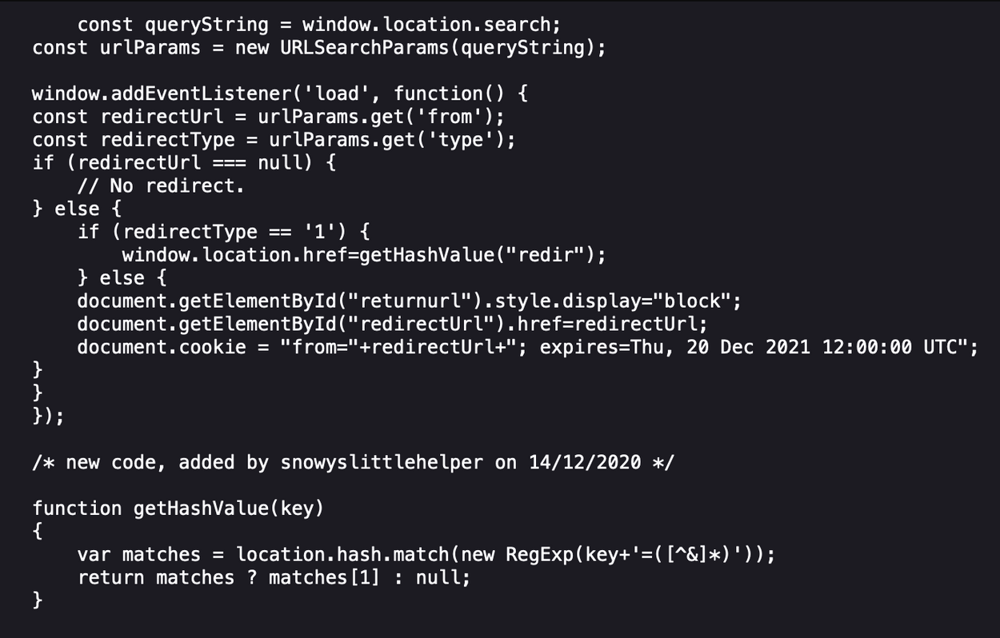 const queryString = window.location.search;
const urlParams = new URLSearchParams(queryString);

window.addEventListener('load', function() {
const redirectUrl = urlParams.get('from');
const redirectType = urlParams.get('type');
if (redirectUrl === null) {
    // No redirect.
} else {
    if (redirectType == '1') {
        window.location.href=getHashValue("redir");
    } else {
    document.getElementById("returnurl").style.display="block";
    document.getElementById("redirectUrl").href=redirectUrl;
    document.cookie = "from="+redirectUrl+"; expires=Thu, 20 Dec 2021 12:00:00 UTC";
}
}
});

/* new code, added by snowyslittlehelper on 14/12/2020 */

function getHashValue(key)
{
    var matches = location.hash.match(new RegExp(key+'=([^&]*)'));
    return matches ? matches[1] : null;
}